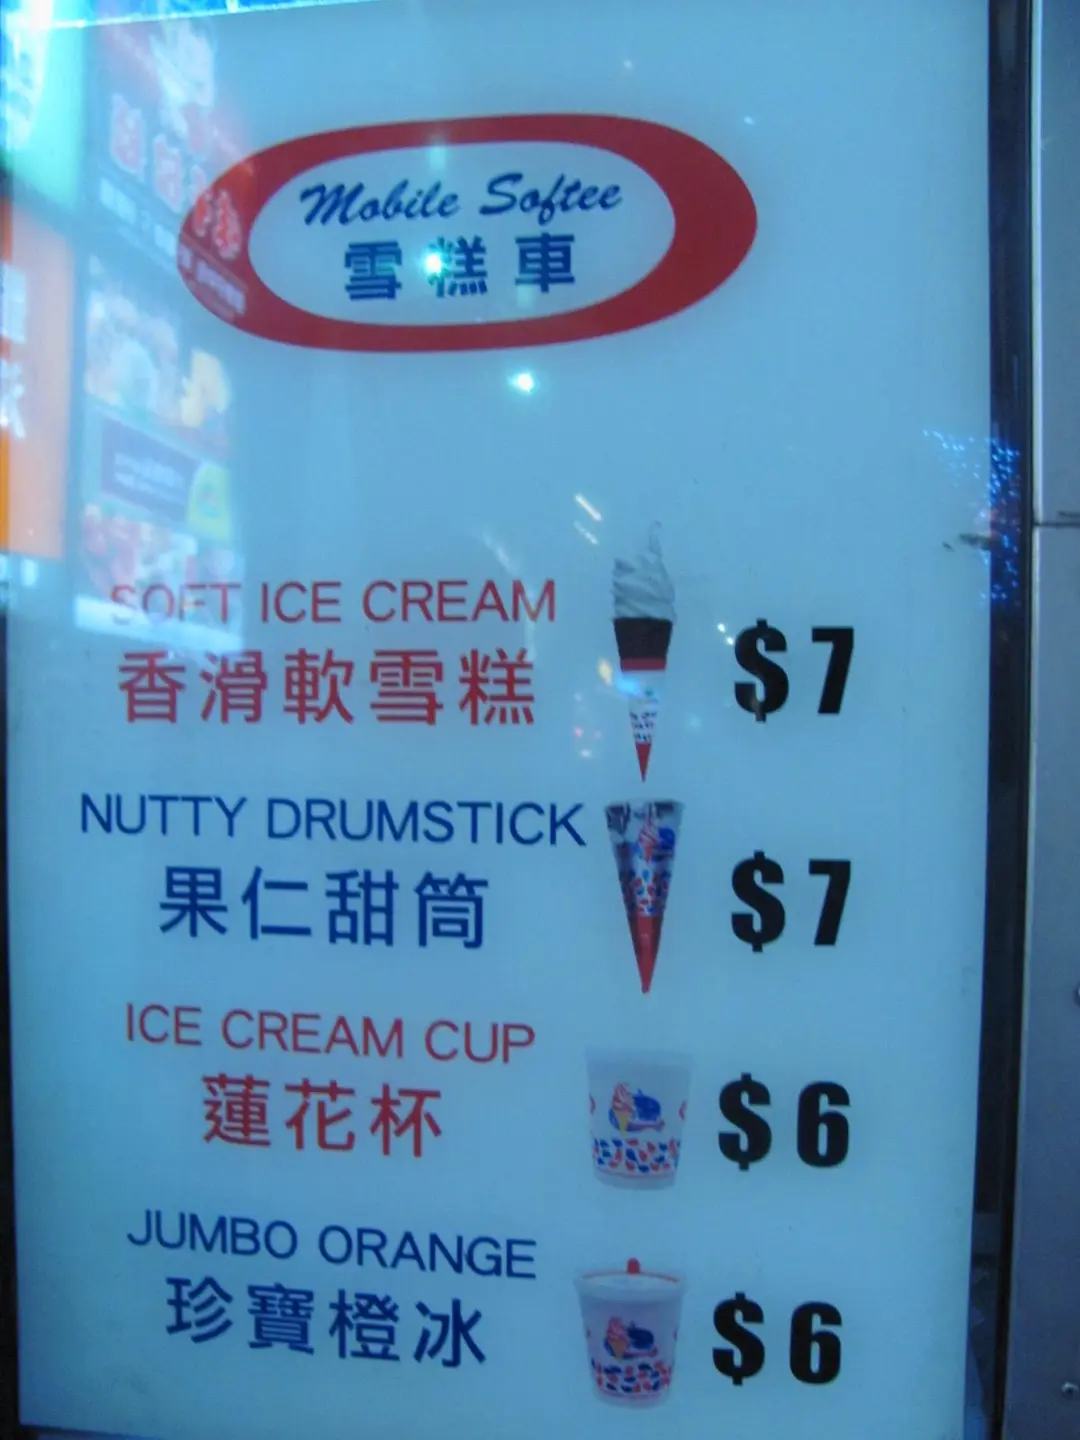 Mobile Softee
雪糕車
SOFT ICE CREAM
香滑軟雪糕
$7
NUTTY DRUMSTICK
果仁甜筒
$7
ICE CREAM CUP
蓮花杯
$6
JUMBO ORANGE
珍寶橙冰
$6